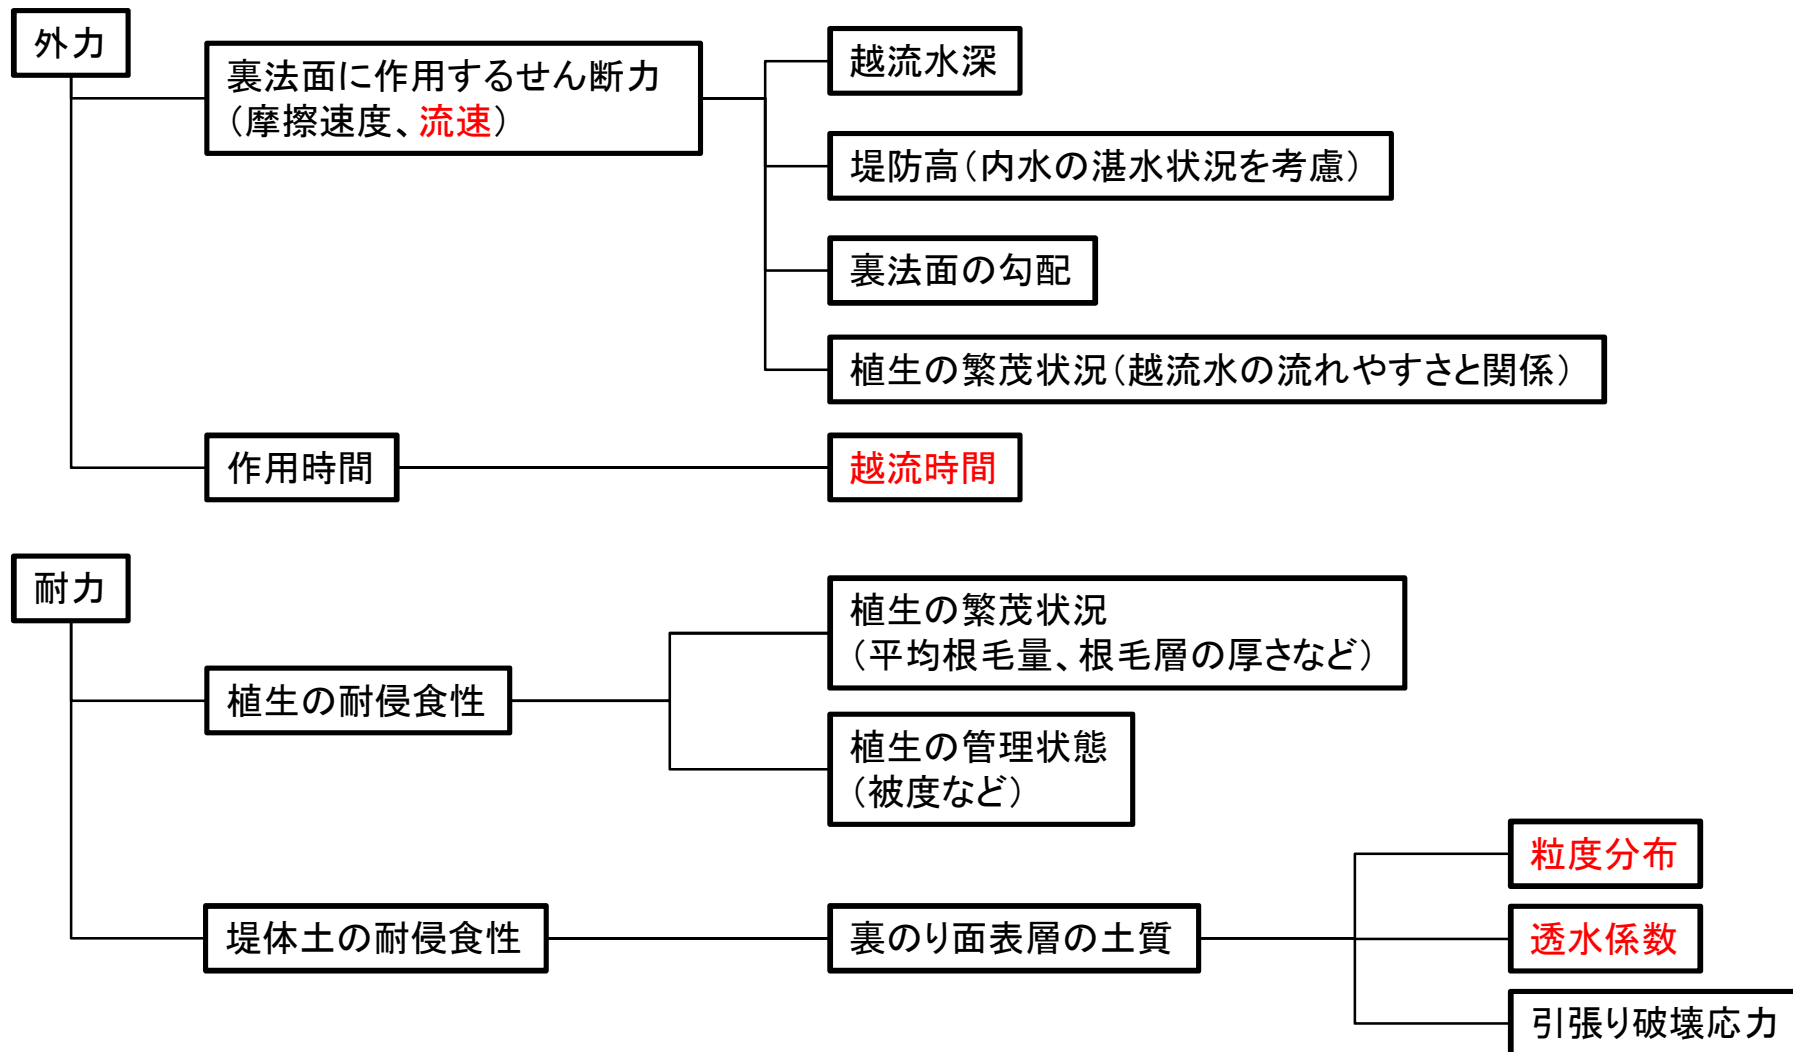 外力
裏法面に作用するせん断力
（摩擦速度、流速）
越流水深
堤防高（内水の湛水状況を考慮）
裏法面の勾配
植生の繁茂状況（越流水の流れやすさと関係）
作用時間
越流時間
耐力
植生の耐侵食性
植生の繁茂状況
（平均根毛量、根毛層の厚さなど）
植生の管理状態
（被度など）
堤体土の耐侵食性
裏のり面表層の土質
粒度分布
透水係数
引張り破壊応力